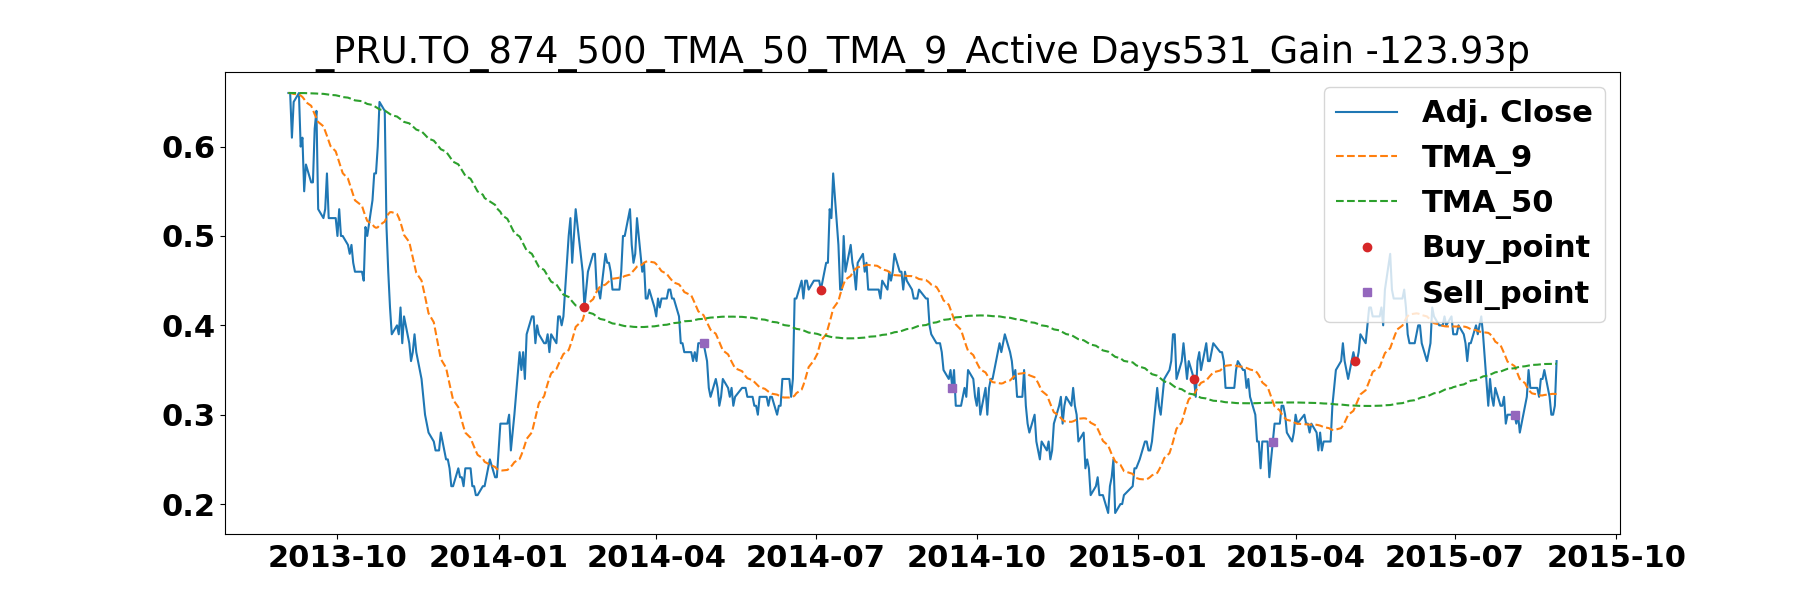 _PRU.TO_874_500_TMA_50_TMA_9_Active Days531_Gain -123.93p
Adj. Close
TMA_9
TMA_50
Buy_point
Sell_point
0.6
0.5
0.4
0.3
0.2
2013-10 2014-01 2014-04 2014-07 2014-10 2015-01 2015-04 2015-07 2015-10